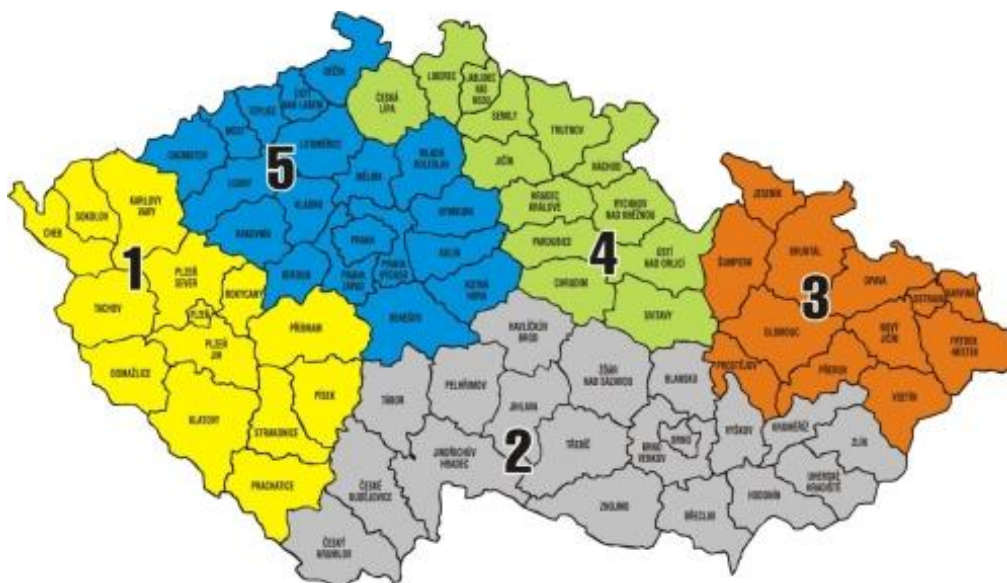 DĚČÍN
LIBEREC
JABLONEC
NAD
NISOU
ČESKÁ
LÍPA
ÚSTÍ
NAD LABEM
TEPLICE
MOST
SEMILY
TRUTNOV
CHOMUTOV
LITOMĚŘICE
MLADÁ
BOLESLAV
JIČÍN
NÁCHOD
5
MĚLNÍK
LOUNY
KLADNO
KARLOVY
VARY
SOKOLOV
CHEB
NYMBURK
HRADEC
KRÁLOVÉ
RYCHNOV
NAD KNĚŽNOU
JESENÍK
RAKOVNÍK
PRAHA
KOLÍN
PARDUBICE
4
ÚSTÍ
NAD ORLICÍ
ŠUMPERK
BRUNTÁL
OPAVA
1
PLZEŇ
SEVER
ROKYCANY
BEROUN
PRAHA
ZÁPAD
PRAHA
VÝCHOD
KUTNÁ
HORA
CHRUDIM
3
OSTRAVA
KARVINÁ
TACHOV
PLZEŇ
PŘÍBRAM
BENEŠOV
SVITAVY
OLOMOUC
NOVÝ
JIČÍN
FRÝDEK
-MÍSTEK
PLZEŇ
JIH
HAVLÍČKŮV
BROD
PROSTĚJOV
PŘEROV
DOMAŽLICE
PELHŘIMOV
ŽĎÁR
NAD SÁZAVOU
BLANSKO
VSETÍN
KLATOVY
PÍSEK
TÁBOR
JIHLAVA
STRAKONICE
2
TŘEBÍČ
BRNO
VENKOV
BRNO
VYŠKOV
KROMĚŘÍŽ
ZLÍN
JINDŘICHŮV
HRADEC
PRACHATICE
ČESKÉ
BUDĚJOVICE
UHERSKÉ
HRADIŠTĚ
ZNOJMO
HODONÍN
BŘECLAV
ČESKÝ
KRUMLOV